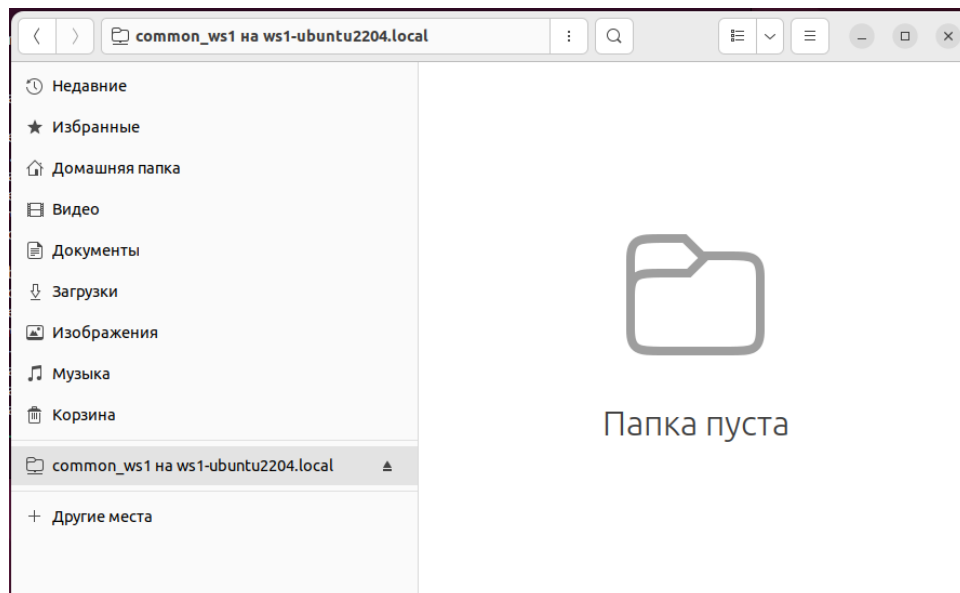 common_ws1 на ws1-ubuntu2204.local
Недавние
Избранные
Домашняя папка
Видео
Документы
Загрузки
Изображения
Музыка
Корзина
common_ws1 на ws1-ubuntu2204.local
Другие места
Папка пуста